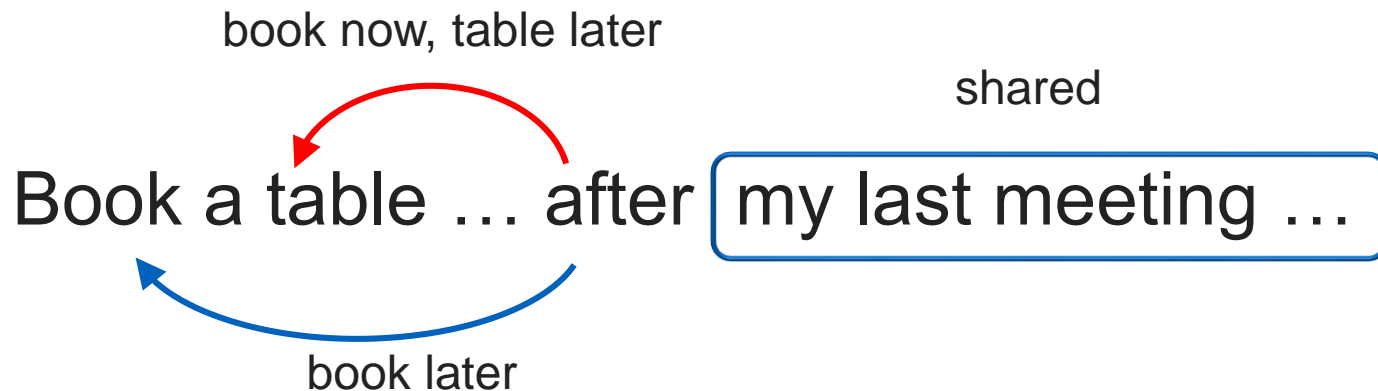 book now, table later
shared
Book a table … after my last meeting …
book later